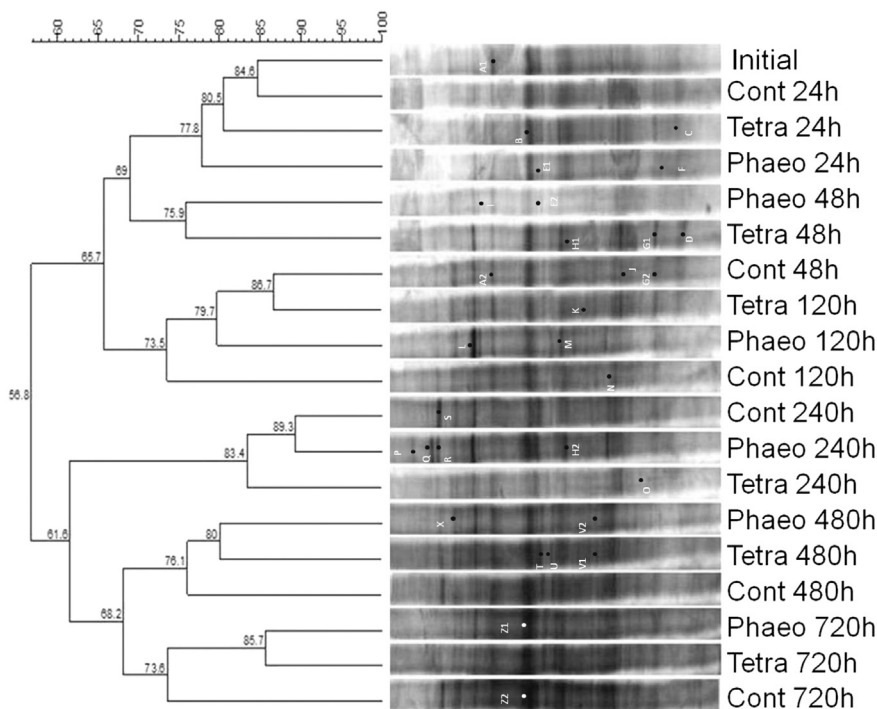 60 65 70 75 80 85 90 95 100
84.6 A1 Initial
80.5 Cont 24h
77.8 B C Tetra 24h
69 E1 F Phaeo 24h
75.9 I E2 Phaeo 48h
H1 G1 D Tetra 48h
65.7 86.7 A2 J G2 Cont 48h
79.7 K Tetra 120h
73.5 L M Phaeo 120h
N Cont 120h
56.8 89.3 S Cont 240h
83.4 P Q R H2 Phaeo 240h
61.6 O Tetra 240h
80 X V2 Phaeo 480h
76.1 T U V1 Tetra 480h
68.2 Cont 480h
85.7 Z1 Phaeo 720h
73.6 Tetra 720h
Z2 Cont 720h